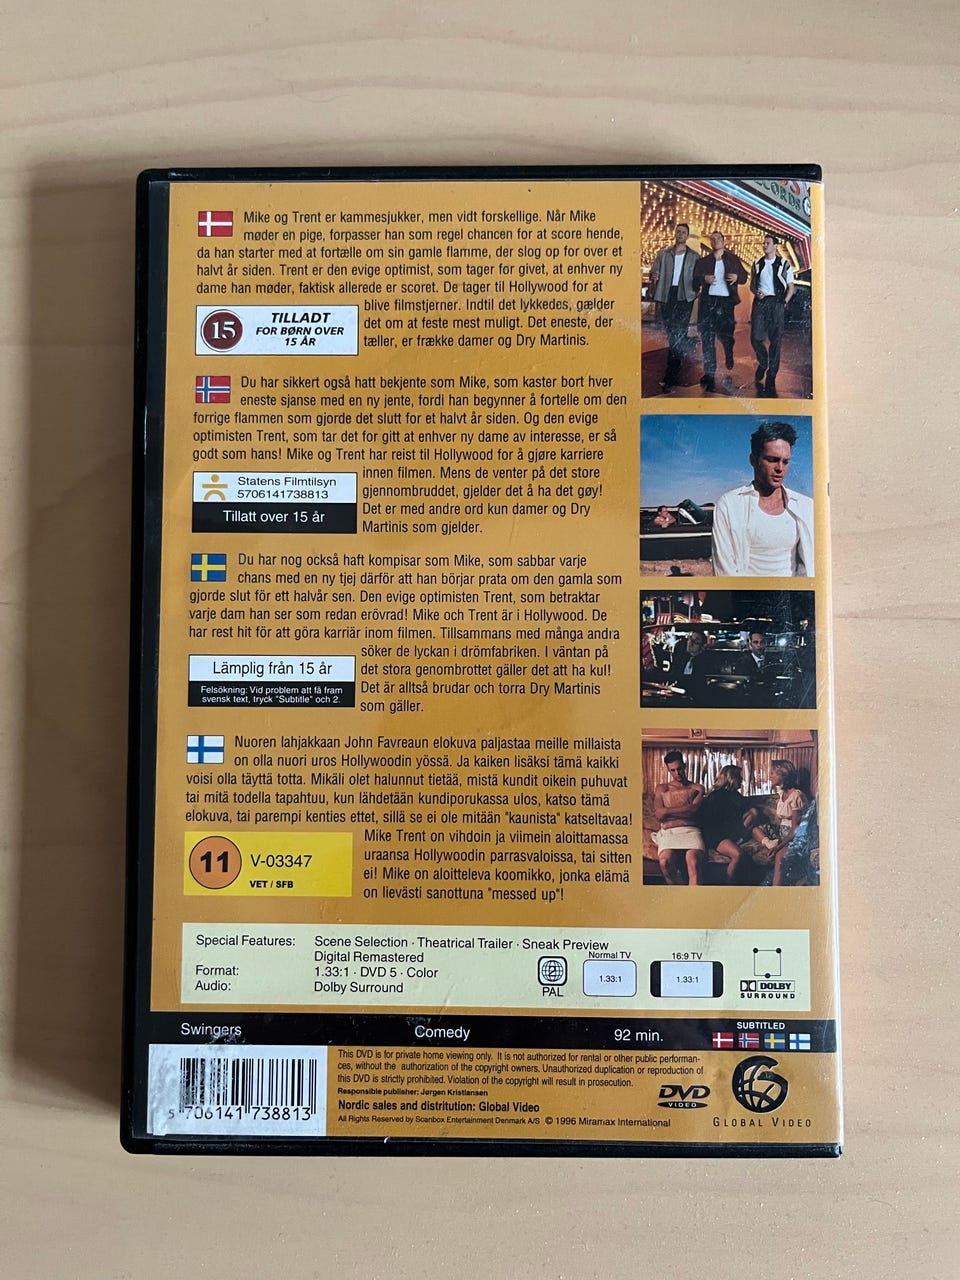 Mike og Trent er kammesjukker, men vidt forskellige. Når Mike
møder en pige, forpasser han som regel chancen for at score hende,
da han starter med at fortælle om sin gamle flamme, der slog op for over et
halvt år siden. Trent er den evige optimist, som tager for givet, at enhver ny
dame han møder, faktisk allerede er scoret. De tager til Hollywood for at
blive filmstjerner. Indtil det lykkedes, gælder
det om at feste mest muligt. Det eneste, der
tæller, er frække damer og Dry Martinis.
15
TILLADT
FOR BØRN OVER
15 ÅR
Du har sikkert også hatt bekjente som Mike, som kaster bort hver
eneste sjanse med en ny jente, fordi han begynner å fortelle om den
forrige flammen som gjorde det slutt for et halvt år siden. Og den evige
optimisten Trent, som tar det for gitt at enhver ny dame av interesse, er så
godt som hans! Mike og Trent har reist til Hollywood for å gjøre karriere
innen filmen. Mens de venter på det store
gjennombruddet, gjelder det å ha det gøy!
Det er med andre ord kun damer og Dry
Martinis som gjelder.
Statens Filmtilsyn
5706141738813
Tillatt over 15 år
Du har nog också haft kompisar som Mike, som sabbar varje
chans med en ny tjej därför att han börjar prata om den gamla som
gjorde slut för ett halvår sen. Den evige optimisten Trent, som betraktar
varje dam han ser som redan erövrad! Mike och Trent är i Hollywood. De
har rest hit för att göra karriär inom filmen. Tillsammans med många andra
söker de lyckan i drömfabriken. I väntan på
det stora genombrottet gäller det att ha kul!
Det är alltså brudar och torra Dry Martinis
som gäller.
Lämplig från 15 år
Felsökning: Vid problem att få fram
svensk text, tryck "Subtitle" och 2.
Nuoren lahjakkaan John Favreaun elokuva paljastaa meille millaista
on olla nuori uros Hollywoodin yössä. Ja kaiken lisäksi tämä kaikki
voisi olla täyttä totta. Mikäli olet halunnut tietää, mistä kundit oikein puhuvat
tai mitä todella tapahtuu, kun lähdetään kundiporukassa ulos, katso tämä
elokuva, tai parempi kenties ettet, sillä se ei ole mitään "kaunista" katseltavaa!
Mike Trent on vihdoin ja viimein aloittamassa
uraansa Hollywoodin parrasvaloissa, tai sitten
ei! Mike on aloitteleva koomikko, jonka elämä
on lievästi sanottuna "messed up"!
11
V-03347
VET / SFB
Special Features: Scene Selection · Theatrical Trailer · Sneak Preview
Digital Remastered
Format: 1.33:1 · DVD 5 · Color
Audio: Dolby Surround
2
PAL
Normal TV
1.33:1
16:9 TV
1.33:1
DOLBY
SURROUND
Swingers Comedy 92 min.
SUBTITLED
5 706141 738813
This DVD is for private home viewing only. It is not authorized for rental or other public performan-
ces, without the authorization of the copyright owners. Unauthorized duplication or reproduction of
this DVD is strictly prohibited. Violation of the copyright will result in prosecution.
Responsible publisher: Jørgen Kristiansen
Nordic sales and distritution: Global Video
All Rights Reserved by Scanbox Entertainment Denmark A/S © 1996 Miramax International
DVD
VIDEO
GLOBAL VIDEO